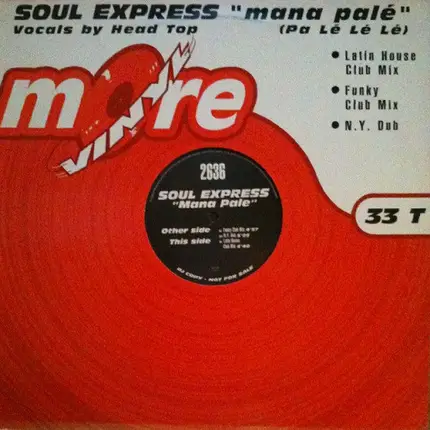 SOUL EXPRESS "mana palé"
Vocals by Head Top
(Pa Lé Lé Lé)
• Latin House
Club Mix
• Funky
Club Mix
• N.Y. Dub
more
VINYL
33 T
2636
SOUL EXPRESS
"Mana Pale"
Other side
This side
DJ COPY - NOT FOR SALE